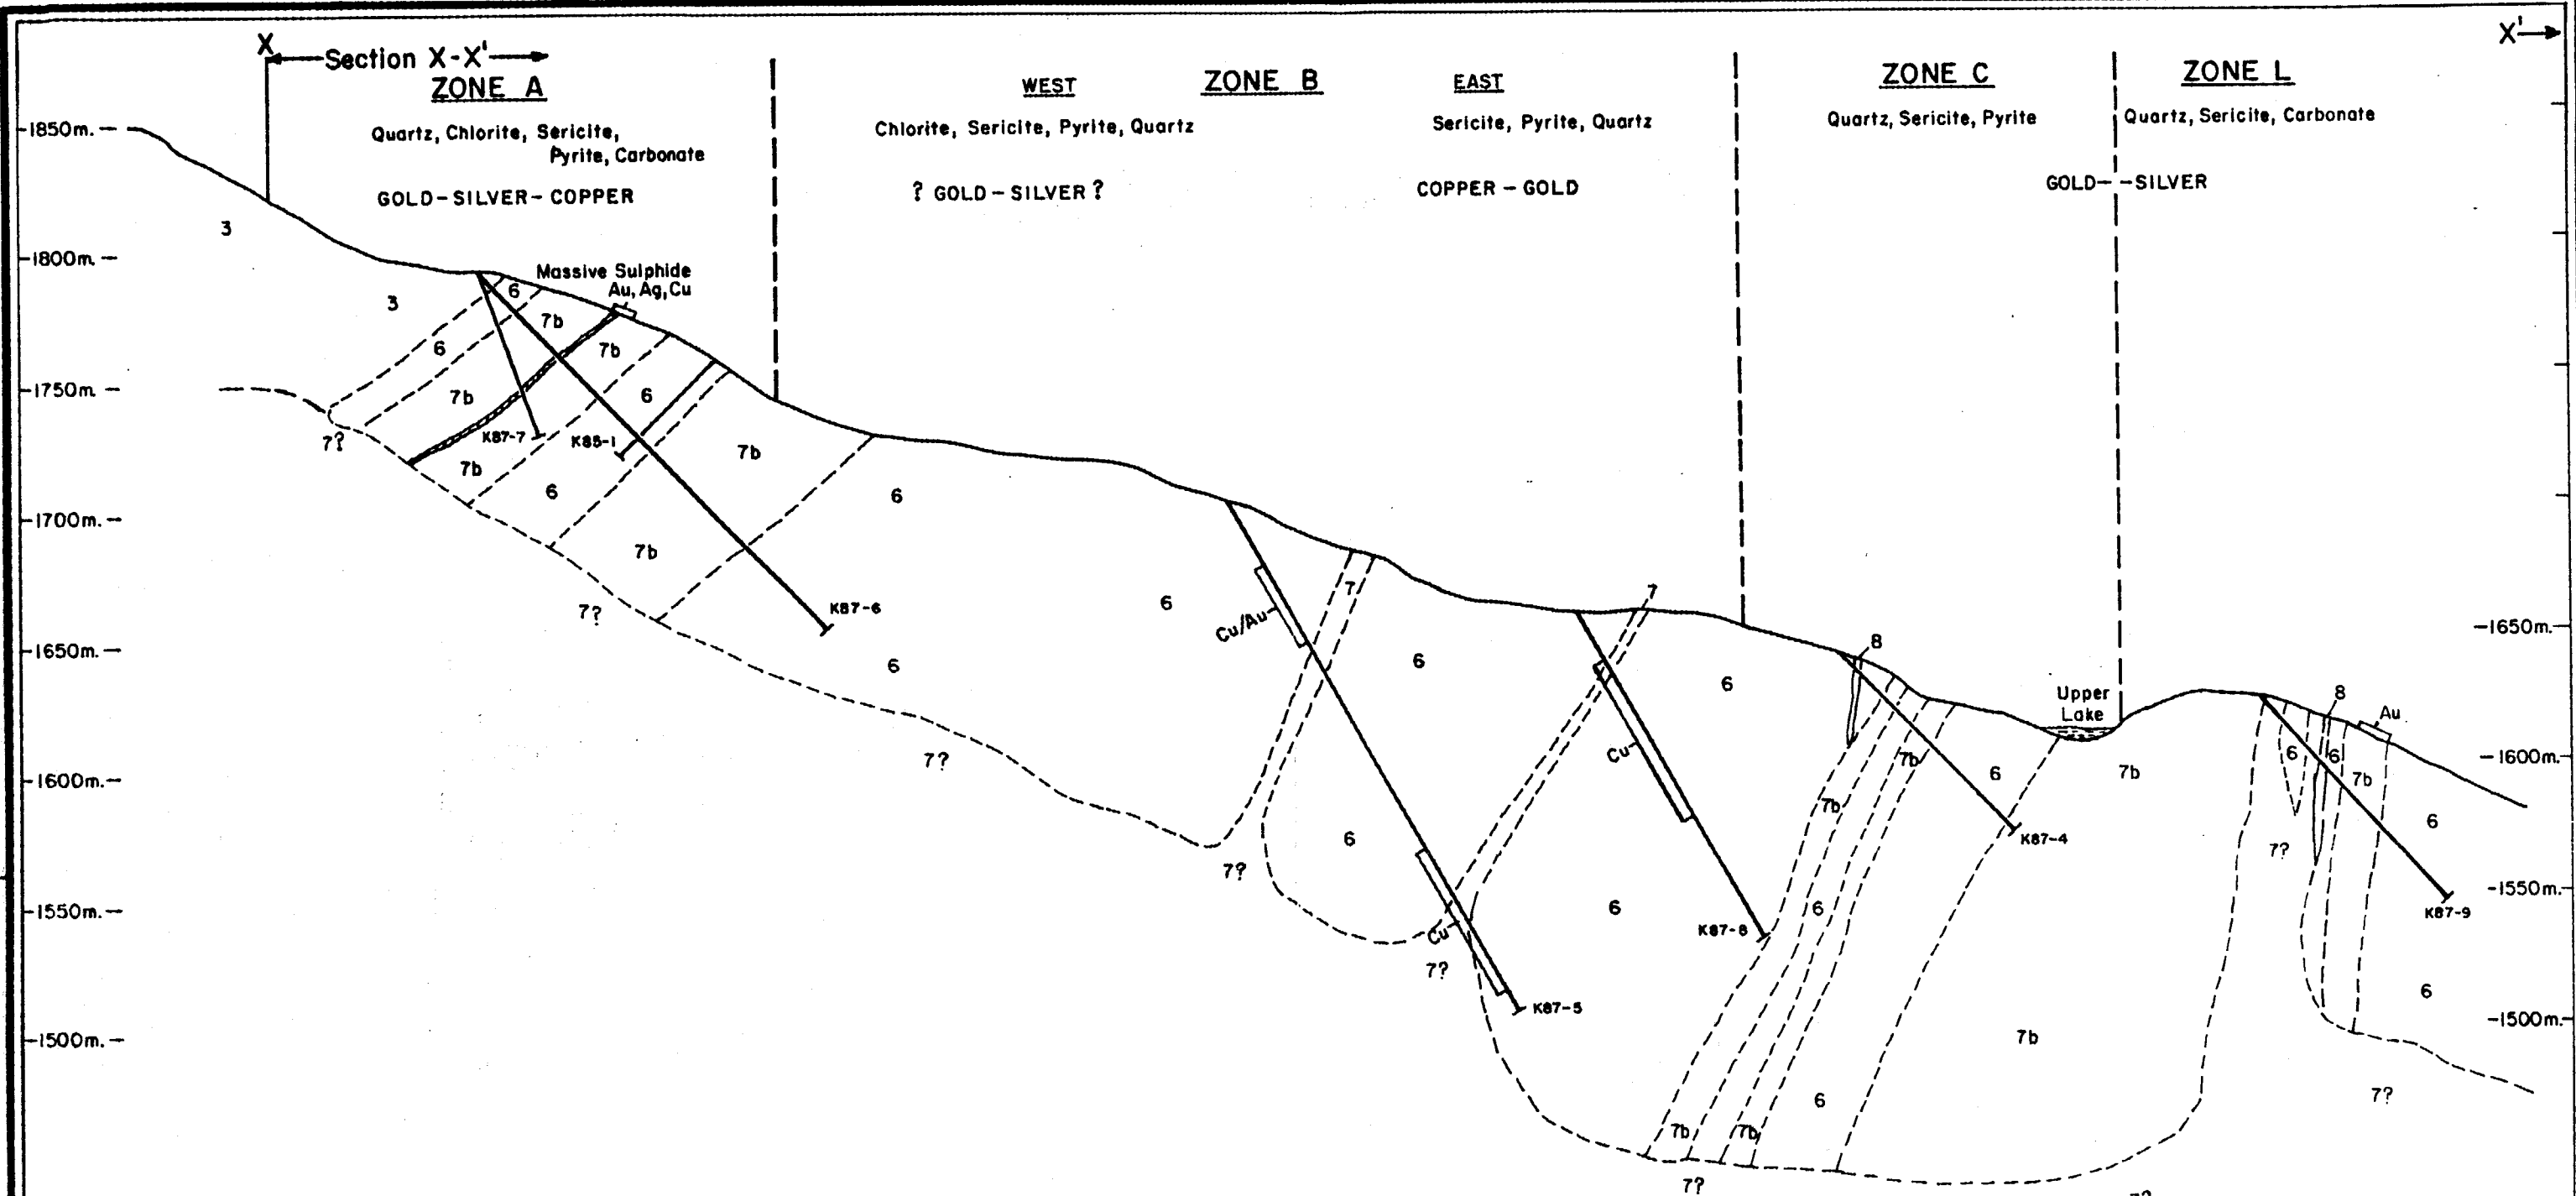 X
Section X-X'
X'
ZONE A
WEST
ZONE B
EAST
ZONE C
ZONE L
Quartz, Chlorite, Sericite,
Pyrite, Carbonate
Chlorite, Sericite, Pyrite, Quartz
Sericite, Pyrite, Quartz
Quartz, Sericite, Pyrite
Quartz, Sericite, Carbonate
GOLD-SILVER-COPPER
? GOLD-SILVER ?
COPPER-GOLD
GOLD--SILVER
-1850m.-
-1800m.-
-1750m.-
-1700m.-
-1650m.-
-1600m.-
-1550m.-
-1500m.-
3
3
Massive Sulphide
Au, Ag, Cu
6
7b
6
7b
7b
6
7?
K87-7
K85-1
7b
7b
6
6
7b
7?
K87-6
6
6
7?
Cu/Au
7
6
6
7?
6
Cu
7?
K87-5
7
Cu
6
6
K87-8
8
7b
7b
6
6
K87-4
Upper
Lake
7b
7b
6
7b
7b
7?
8
Au
6
6
7b
6
7?
K87-9
6
7?
-1650m.-
-1600m.-
-1550m.-
-1500m.-